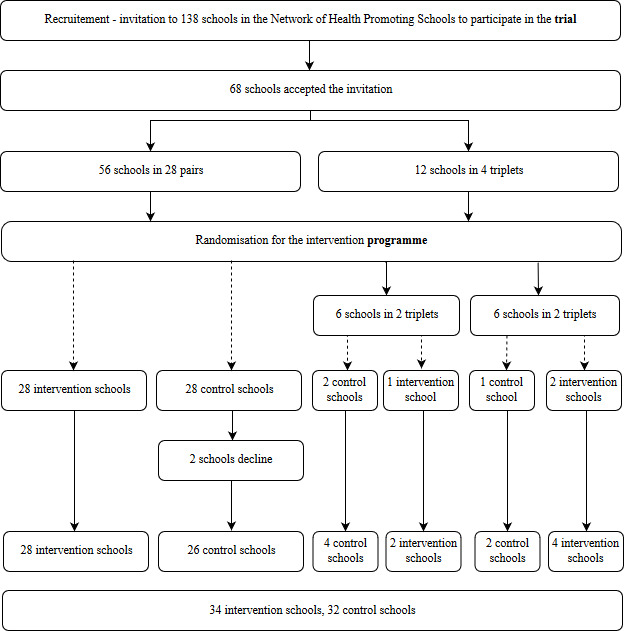 Recruitement - invitation to 138 schools in the Network of Health Promoting Schools to participate in the trial
68 schools accepted the invitation
56 schools in 28 pairs
12 schools in 4 triplets
Randomisation for the intervention programme
6 schools in 2 triplets
6 schools in 2 triplets
28 intervention schools
28 control schools
2 control
schools
1 intervention
school
1 control
school
2 intervention
schools
2 schools decline
28 intervention schools
26 control schools
4 control
schools
2 intervention
schools
2 control
schools
4 intervention
schools
34 intervention schools, 32 control schools